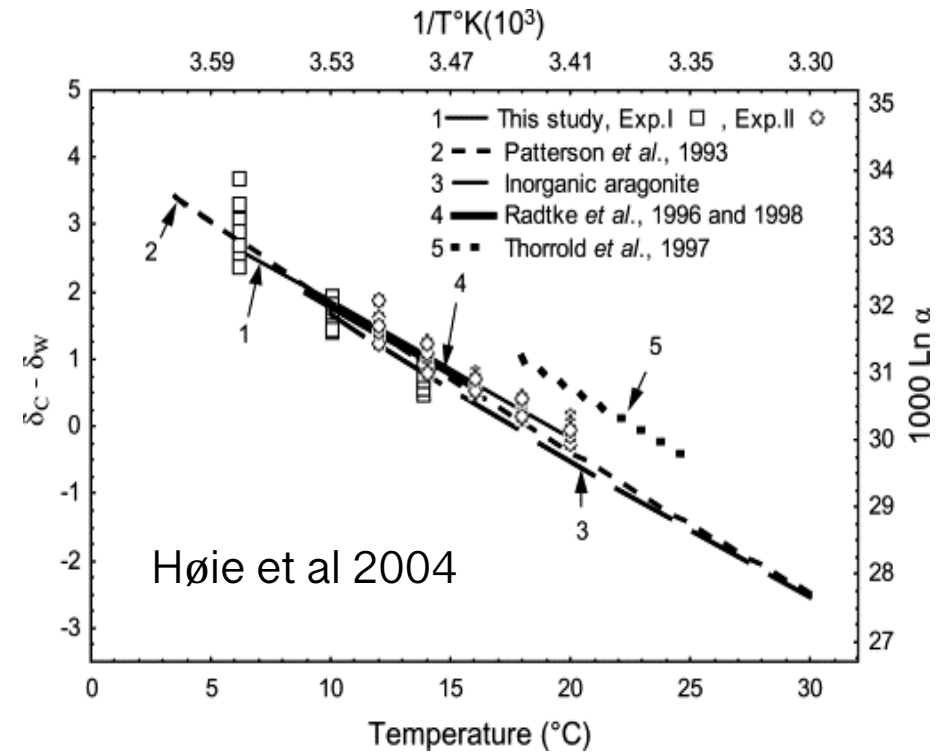 1/T°K(10³)
3.59 3.53 3.47 3.41 3.35 3.30
5
4
3
2
1
0
-1
-2
-3
δC - δW
1 This study, Exp.I , Exp.II
2 Patterson et al., 1993
3 Inorganic aragonite
4 Radtke et al., 1996 and 1998
5 Thorrold et al., 1997
2
1
4
5
3
Høie et al 2004
35
34
33
32
31
30
29
28
27
1000 Ln α
0 5 10 15 20 25 30
Temperature (°C)